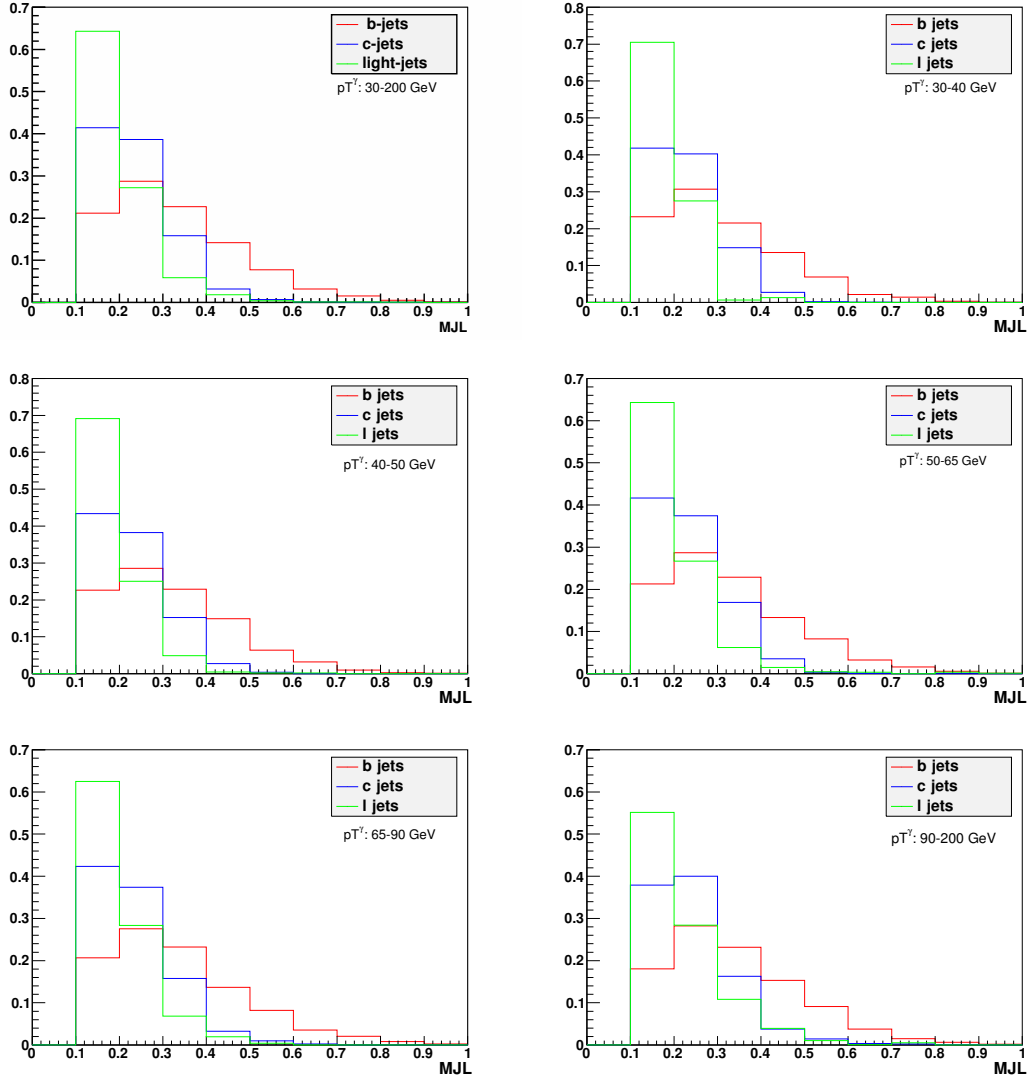 0.7
0.6
0.5
0.4
0.3
0.2
0.1
0
0 0.1 0.2 0.3 0.4 0.5 0.6 0.7 0.8 0.9 1
MJL
b-jets
c-jets
light-jets
pT^γ: 30-200 GeV
0.8
0.7
0.6
0.5
0.4
0.3
0.2
0.1
0
0 0.1 0.2 0.3 0.4 0.5 0.6 0.7 0.8 0.9 1
MJL
b jets
c jets
l jets
pT^γ: 30-40 GeV
0.8
0.7
0.6
0.5
0.4
0.3
0.2
0.1
0
0 0.1 0.2 0.3 0.4 0.5 0.6 0.7 0.8 0.9 1
MJL
b jets
c jets
l jets
pT^γ: 40-50 GeV
0.7
0.6
0.5
0.4
0.3
0.2
0.1
0
0 0.1 0.2 0.3 0.4 0.5 0.6 0.7 0.8 0.9 1
MJL
b jets
c jets
l jets
pT^γ: 50-65 GeV
0.7
0.6
0.5
0.4
0.3
0.2
0.1
0
0 0.1 0.2 0.3 0.4 0.5 0.6 0.7 0.8 0.9 1
MJL
b jets
c jets
l jets
pT^γ: 65-90 GeV
0.7
0.6
0.5
0.4
0.3
0.2
0.1
0
0 0.1 0.2 0.3 0.4 0.5 0.6 0.7 0.8 0.9 1
MJL
b jets
c jets
l jets
pT^γ: 90-200 GeV